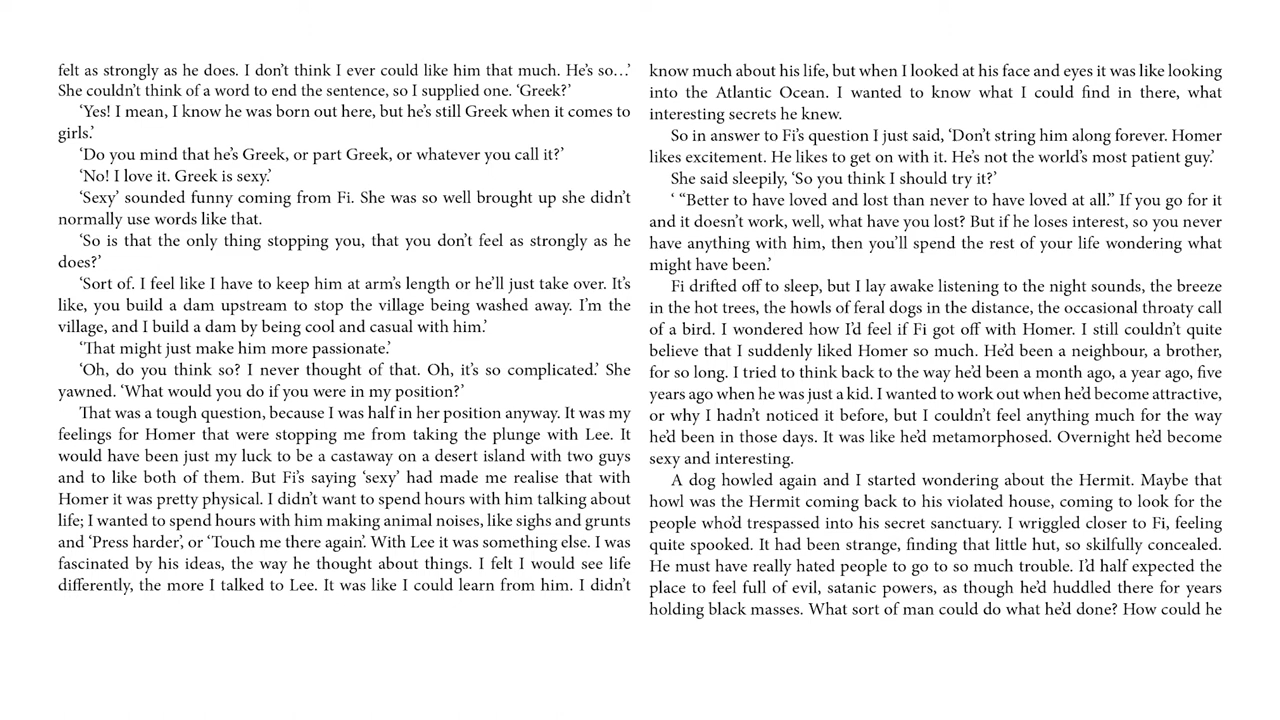 felt as strongly as he does. I don’t think I ever could like him that much. He’s so…’
She couldn’t think of a word to end the sentence, so I supplied one. ‘Greek?’
‘Yes! I mean, I know he was born out here, but he’s still Greek when it comes to
girls.’
‘Do you mind that he’s Greek, or part Greek, or whatever you call it?’
‘No! I love it. Greek is sexy.’
‘Sexy’ sounded funny coming from Fi. She was so well brought up she didn’t
normally use words like that.
‘So is that the only thing stopping you, that you don’t feel as strongly as he
does?’
‘Sort of. I feel like I have to keep him at arm’s length or he’ll just take over. It’s
like, you build a dam upstream to stop the village being washed away. I’m the
village, and I build a dam by being cool and casual with him.’
‘That might just make him more passionate.’
‘Oh, do you think so? I never thought of that. Oh, it’s so complicated.’ She
yawned. ‘What would you do if you were in my position?’
That was a tough question, because I was half in her position anyway. It was my
feelings for Homer that were stopping me from taking the plunge with Lee. It
would have been just my luck to be a castaway on a desert island with two guys
and to like both of them. But Fi’s saying ‘sexy’ had made me realise that with
Homer it was pretty physical. I didn’t want to spend hours with him talking about
life; I wanted to spend hours with him making animal noises, like sighs and grunts
and ‘Press harder’, or ‘Touch me there again’. With Lee it was something else. I was
fascinated by his ideas, the way he thought about things. I felt I would see life
differently, the more I talked to Lee. It was like I could learn from him. I didn’t
know much about his life, but when I looked at his face and eyes it was like looking
into the Atlantic Ocean. I wanted to know what I could find in there, what
interesting secrets he knew.
So in answer to Fi’s question I just said, ‘Don’t string him along forever. Homer
likes excitement. He likes to get on with it. He’s not the world’s most patient guy.’
She said sleepily, ‘So you think I should try it?’
‘ “Better to have loved and lost than never to have loved at all.” If you go for it
and it doesn’t work, well, what have you lost? But if he loses interest, so you never
have anything with him, then you’ll spend the rest of your life wondering what
might have been.’
Fi drifted off to sleep, but I lay awake listening to the night sounds, the breeze
in the hot trees, the howls of feral dogs in the distance, the occasional throaty call
of a bird. I wondered how I’d feel if Fi got off with Homer. I still couldn’t quite
believe that I suddenly liked Homer so much. He’d been a neighbour, a brother,
for so long. I tried to think back to the way he’d been a month ago, a year ago, five
years ago when he was just a kid. I wanted to work out when he’d become attractive,
or why I hadn’t noticed it before, but I couldn’t feel anything much for the way
he’d been in those days. It was like he’d metamorphosed. Overnight he’d become
sexy and interesting.
A dog howled again and I started wondering about the Hermit. Maybe that
howl was the Hermit coming back to his violated house, coming to look for the
people who’d trespassed into his secret sanctuary. I wriggled closer to Fi, feeling
quite spooked. It had been strange, finding that little hut, so skilfully concealed.
He must have really hated people to go to so much trouble. I’d half expected the
place to feel full of evil, satanic powers, as though he’d huddled there for years
holding black masses. What sort of man could do what he’d done? How could he